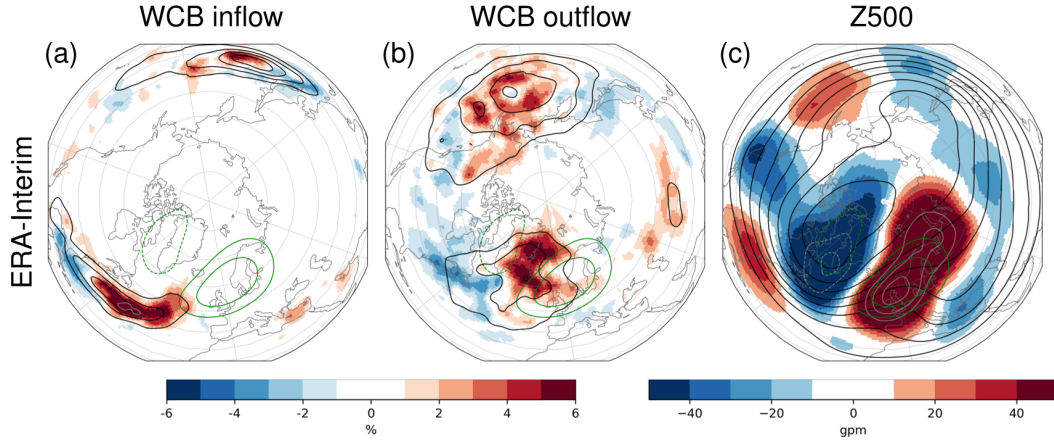 WCB inflow
WCB outflow
Z500
(a)
(b)
(c)
ERA-Interim
-6 -4 -2 0 2 4 6
%
−40 −20 0 20 40
gpm